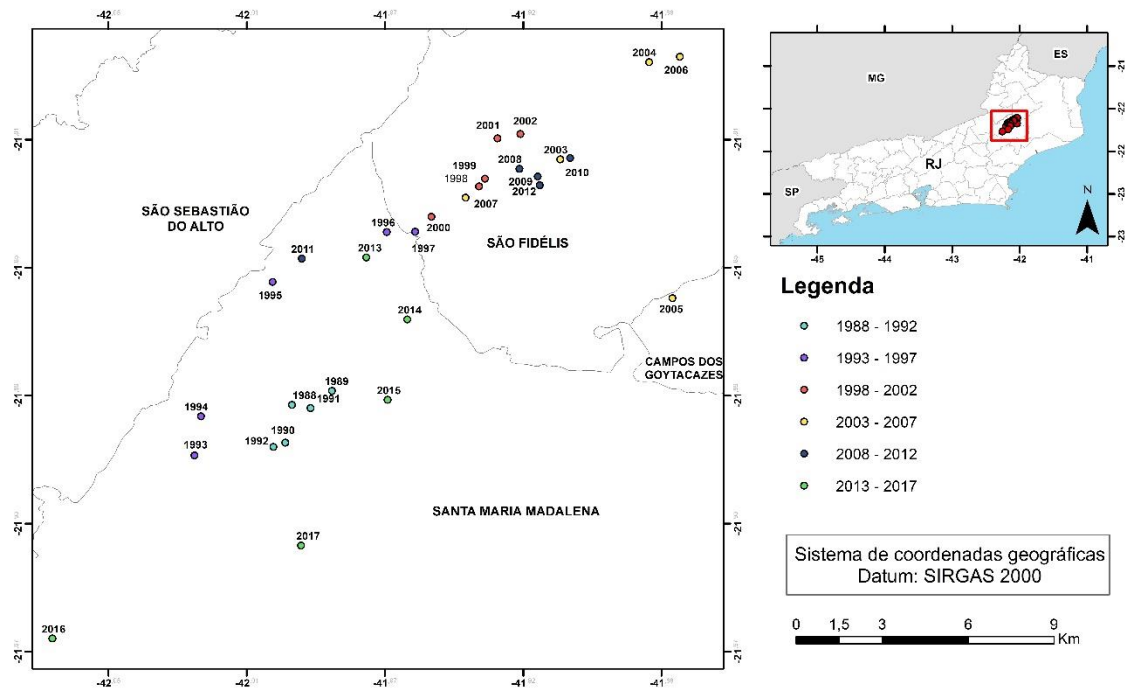 2004
2006
2002
2001
2003
2008
2010
1999
2009
1998
2012
2007
SÃO SEBASTIÃO
DO ALTO
1996
2000
SÃO FIDÉLIS
2013
1997
2011
1995
2005
2014
CAMPOS DOS
GOYTACAZES
1989
2015
1988
1991
1994
1990
1992
1993
SANTA MARIA MADALENA
2017
2016
ES
MG
RJ
SP
N
-45
-44
-43
-42
-41
Legenda
1988 - 1992
1993 - 1997
1998 - 2002
2003 - 2007
2008 - 2012
2013 - 2017
Sistema de coordenadas geográficas
Datum: SIRGAS 2000
0 1,5 3 6 9
Km